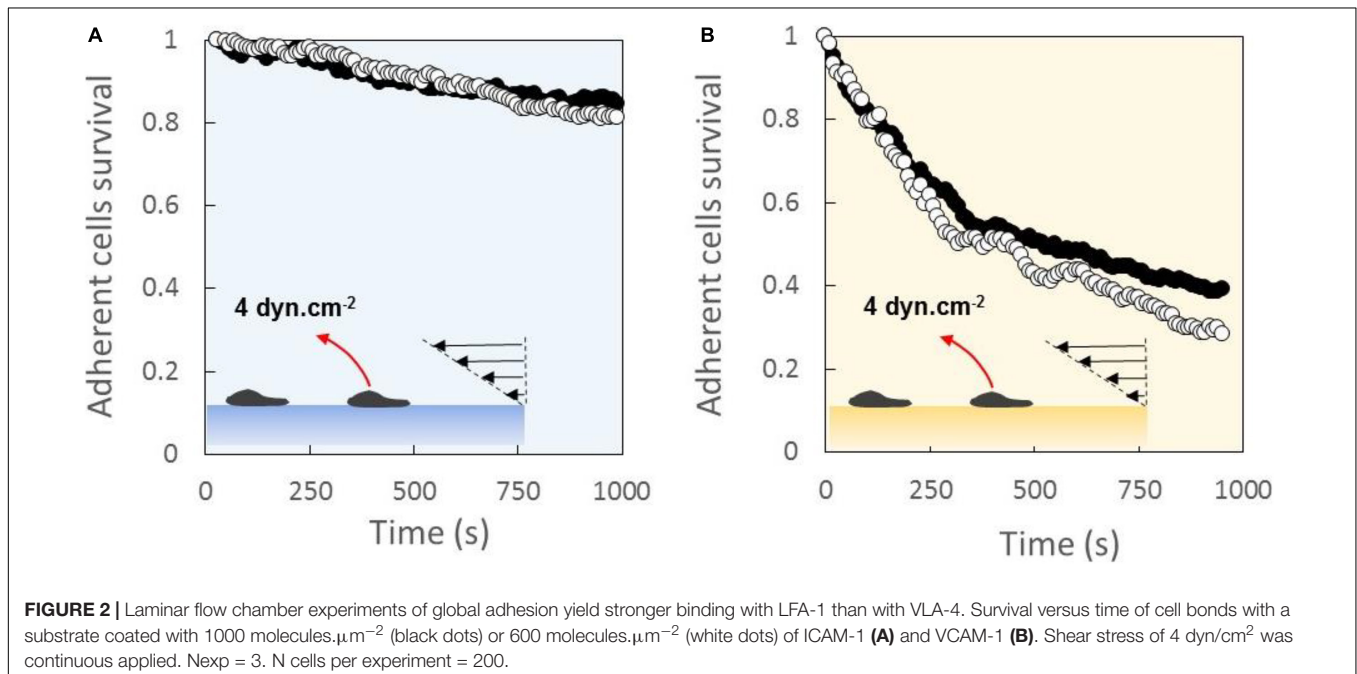 A
Adherent cells survival
1
0.8
0.6
0.4
0.2
0
4 dyn.cm-2
0 250 500 750 1000
Time (s)
B
Adherent cells survival
1
0.8
0.6
0.4
0.2
0
4 dyn.cm-2
0 250 500 750 1000
Time (s)
FIGURE 2 | Laminar flow chamber experiments of global adhesion yield stronger binding with LFA-1 than with VLA-4. Survival versus time of cell bonds with a
substrate coated with 1000 molecules.μm−2 (black dots) or 600 molecules.μm−2 (white dots) of ICAM-1 (A) and VCAM-1 (B). Shear stress of 4 dyn/cm2 was
continuous applied. Nexp = 3. N cells per experiment = 200.